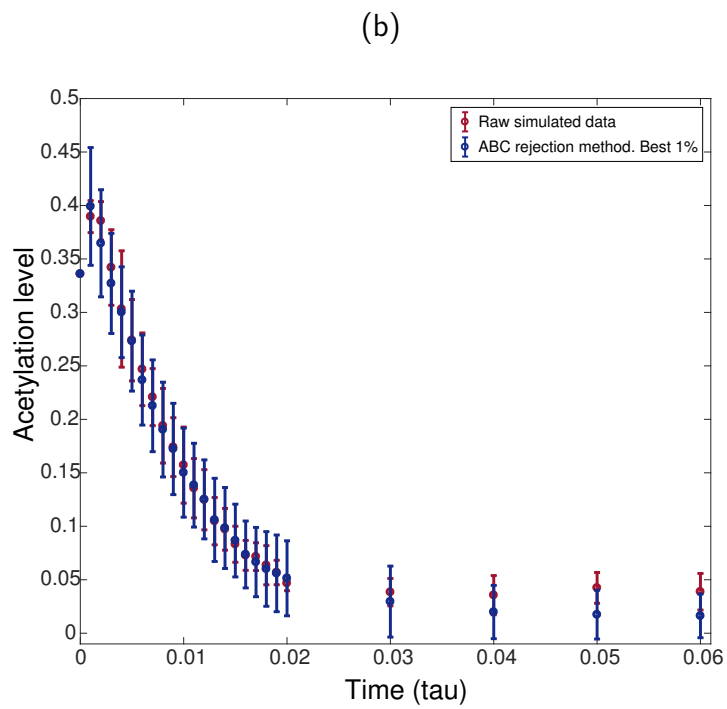 (b)
0.5
0.45
0.4
0.35
0.3
0.25
0.2
0.15
0.1
0.05
0
Acetylation level
Raw simulated data
ABC rejection method. Best 1%
0 0.01 0.02 0.03 0.04 0.05 0.06
Time (tau)